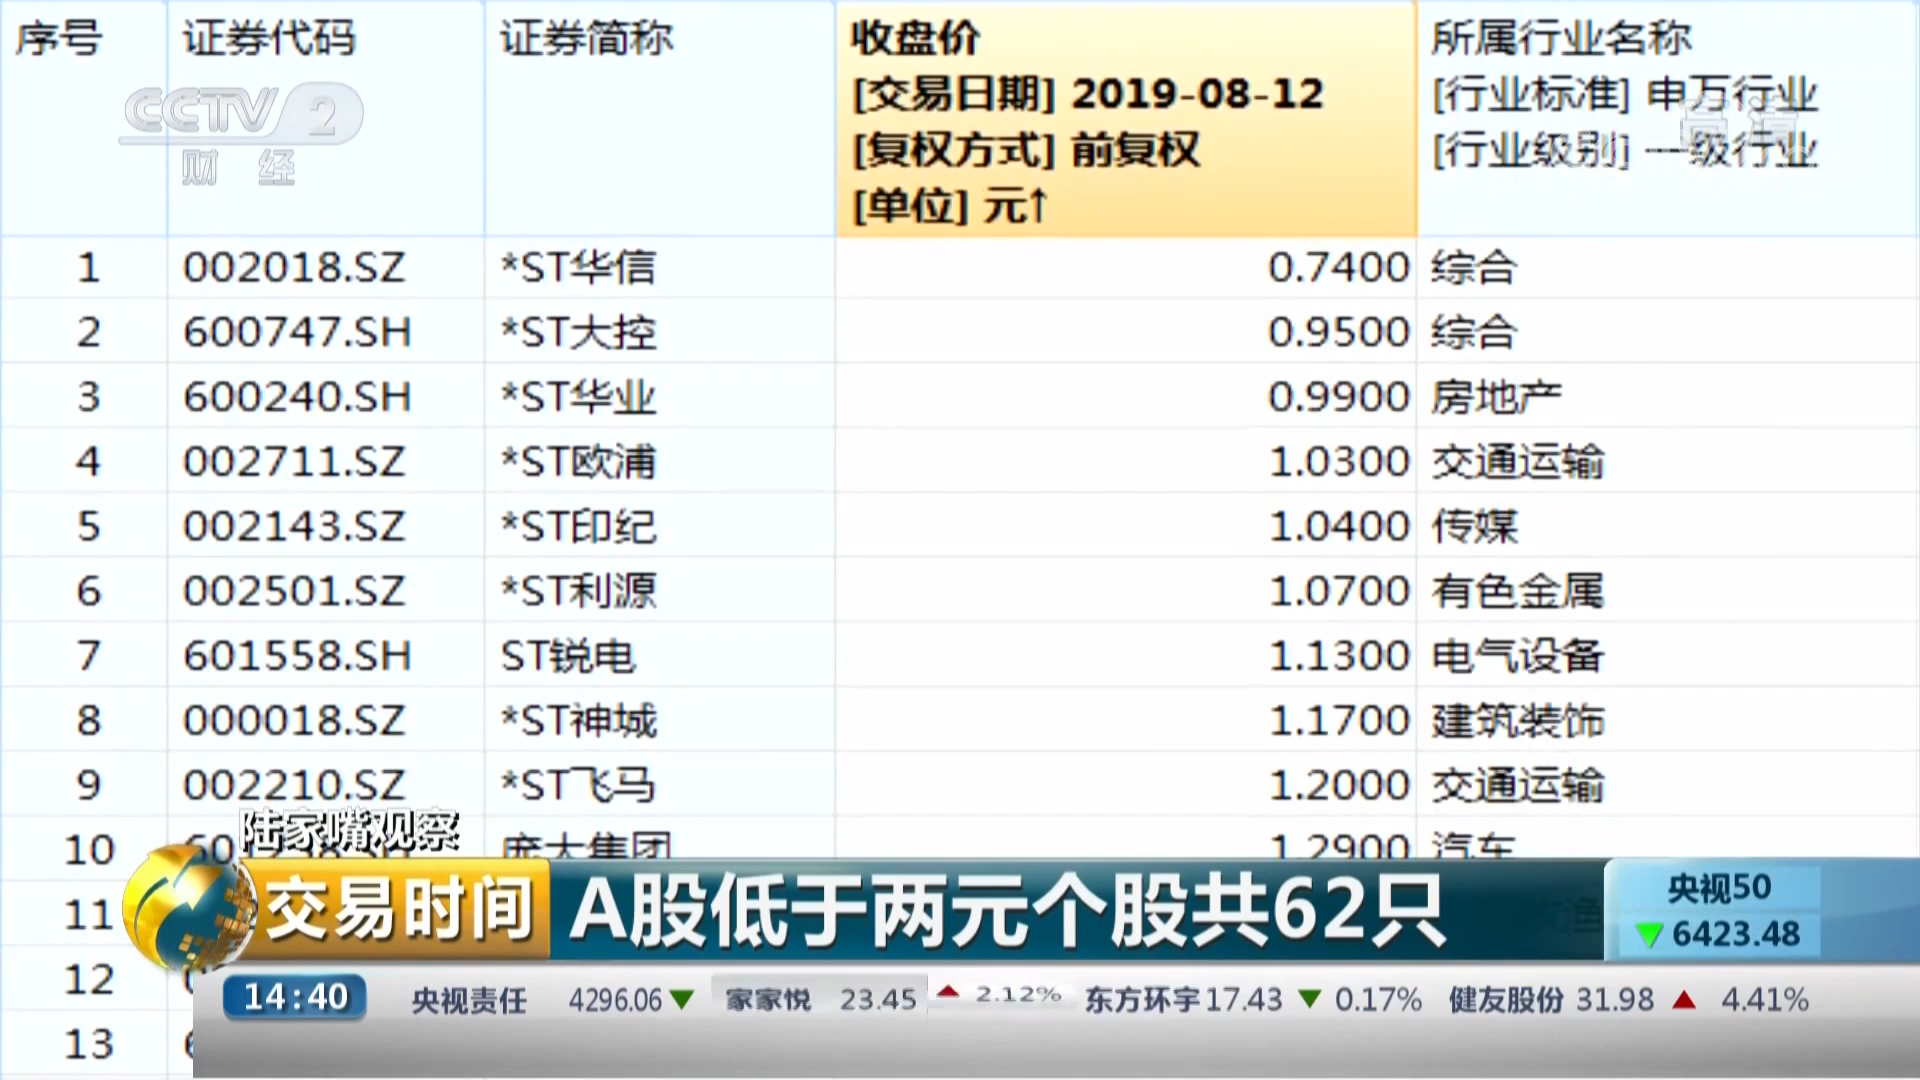 序号 证券代码 证券简称 收盘价 所属行业名称
[交易日期] 2019-08-12 [行业标准] 申万行业
[复权方式] 前复权 [行业级别] 一级行业
[单位] 元↑
CCTV 2
财经
高清
1 002018.SZ *ST华信 0.7400 综合
2 600747.SH *ST大控 0.9500 综合
3 600240.SH *ST华业 0.9900 房地产
4 002711.SZ *ST欧浦 1.0300 交通运输
5 002143.SZ *ST印纪 1.0400 传媒
6 002501.SZ *ST利源 1.0700 有色金属
7 601558.SH ST锐电 1.1300 电气设备
8 000018.SZ *ST神城 1.1700 建筑装饰
9 002210.SZ *ST飞马 1.2000 交通运输
10 庞大集团 1.2900 汽车
11
12
13
陆家嘴观察
交易时间 A股低于两元个股共62只
央视50
▼ 6423.48
14:40 央视责任 4296.06 ▼ 家家悦 23.45 ▲ 2.12% 东方环宇 17.43 ▼ 0.17% 健友股份 31.98 ▲ 4.41%